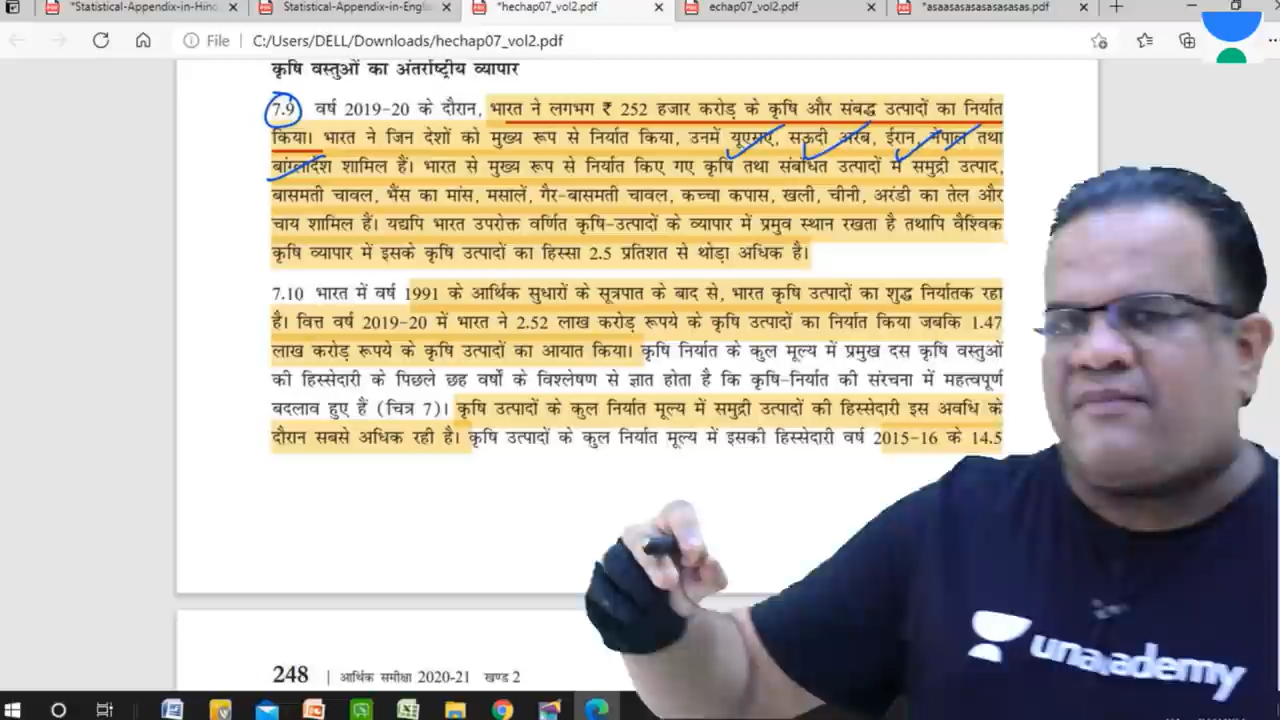 "Statistical-Appendix-in-Hind
Statistical-Appendix-in-Engl
*hechap07_vol2.pdf
echap07_vol2.pdf
*asaasasasasasasas.pdf
File
C:/Users/DELL/Downloads/hechap07_vol2.pdf
कृषि वस्तुओं का अंतर्राष्ट्रीय व्यापार
7.9 वर्ष 2019-20 के दौरान, भारत ने लगभग ₹ 252 हजार करोड़ के कृषि और संबद्ध उत्पादों का निर्यात
किया। भारत ने जिन देशों को मुख्य रूप से निर्यात किया, उनमें यूएसए, सऊदी अरब, ईरान, नेपाल तथा
बांग्लादेश शामिल हैं। भारत से मुख्य रूप से निर्यात किए गए कृषि तथा संबंधित उत्पादों में समुद्री उत्पाद,
बासमती चावल, भैंस का मांस, मसालें, गैर-बासमती चावल, कच्चा कपास, खली, चीनी, अरंडी का तेल और
चाय शामिल हैं। यद्यपि भारत उपरोक्त वर्णित कृषि-उत्पादों के व्यापार में प्रमुव स्थान रखता है तथापि वैश्विक
कृषि व्यापार में इसके कृषि उत्पादों का हिस्सा 2.5 प्रतिशत से थोड़ा अधिक है।
7.10 भारत में वर्ष 1991 के आर्थिक सुधारों के सूत्रपात के बाद से, भारत कृषि उत्पादों का शुद्ध निर्यातक रहा
है। वित्त वर्ष 2019-20 में भारत ने 2.52 लाख करोड़ रूपये के कृषि उत्पादों का निर्यात किया जबकि 1.47
लाख करोड़ रूपये के कृषि उत्पादों का आयात किया। कृषि निर्यात के कुल मूल्य में प्रमुख दस कृषि वस्तुओं
की हिस्सेदारी के पिछले छह वर्षों के विश्लेषण से ज्ञात होता है कि कृषि-निर्यात की संरचना में महत्वपूर्ण
बदलाव हुए हैं (चित्र 7)। कृषि उत्पादों के कुल निर्यात मूल्य में समुद्री उत्पादों की हिस्सेदारी इस अवधि के
दौरान सबसे अधिक रही है। कृषि उत्पादों के कुल निर्यात मूल्य में इसकी हिस्सेदारी वर्ष 2015-16 के 14.5
248 | आर्थिक समीक्षा 2020-21 खण्ड 2
unacademy